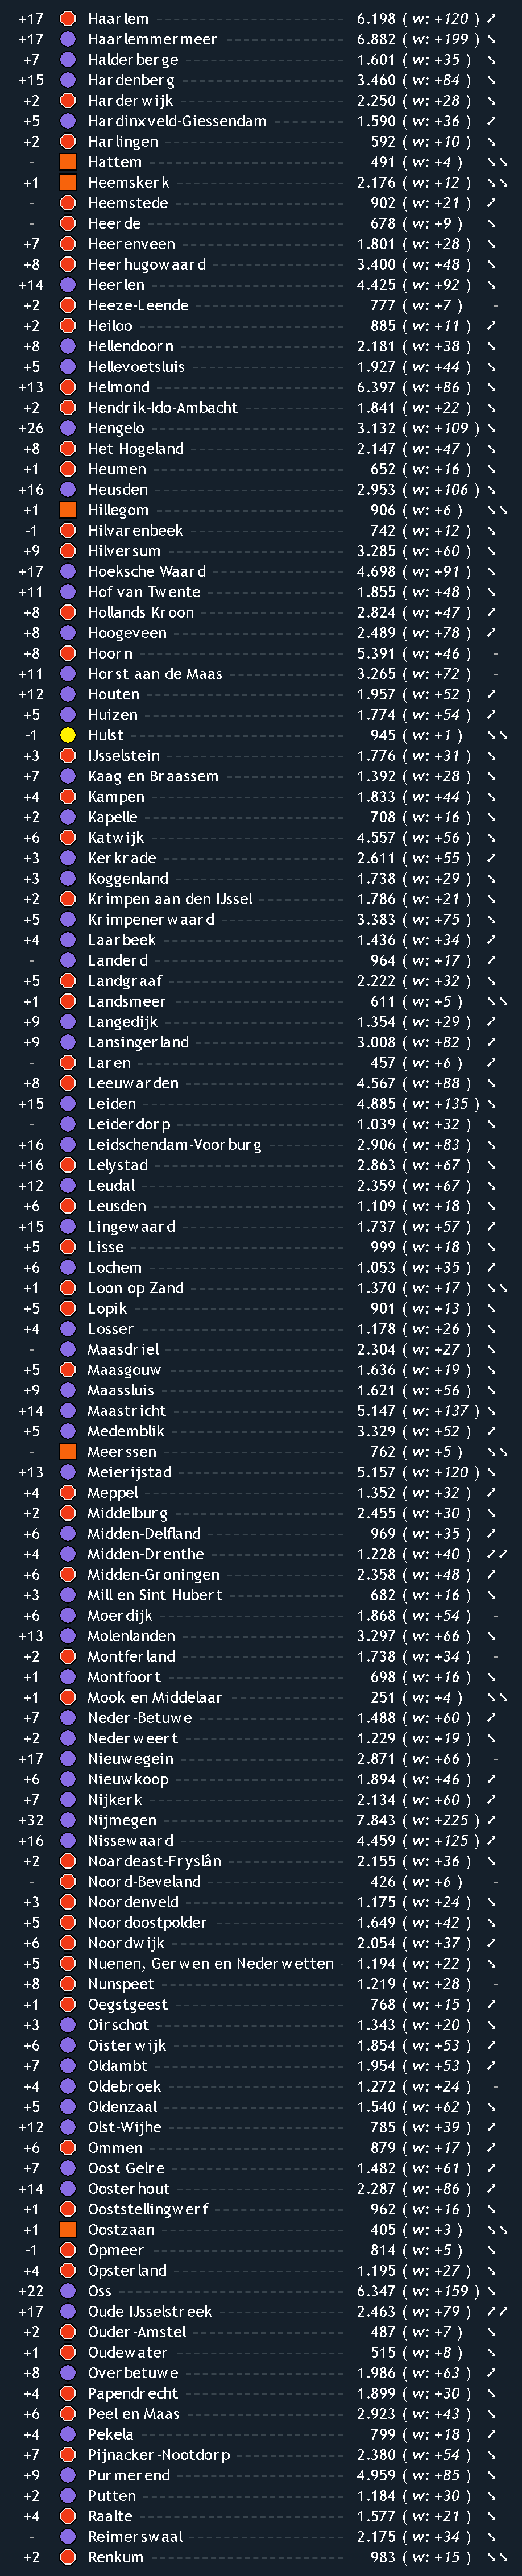 +17 Haarlem 6.198 ( w: +120 ) ➚
+17 Haarlemmermeer 6.882 ( w: +199 ) ➘
+7 Halderberge 1.601 ( w: +35 ) ➚
+15 Hardenberg 3.460 ( w: +84 ) ➘
+2 Harderwijk 2.250 ( w: +28 ) ➘
+5 Hardinxveld-Giessendam 1.590 ( w: +36 ) ➚
+2 Harlingen 592 ( w: +10 ) ➘
- Hattem 491 ( w: +4 ) ➘➘
+1 Heemskerk 2.176 ( w: +12 ) ➘➘
- Heemstede 902 ( w: +21 ) ➚
- Heerde 678 ( w: +9 ) ➘
+7 Heerenveen 1.801 ( w: +28 ) ➘
+8 Heerhugowaard 3.400 ( w: +48 ) ➘
+14 Heerlen 4.425 ( w: +92 ) ➘
+2 Heeze-Leende 777 ( w: +7 ) -
+2 Heiloo 885 ( w: +11 ) ➚
+8 Hellendoorn 2.181 ( w: +38 ) ➘
+5 Hellevoetsluis 1.927 ( w: +44 ) ➘
+13 Helmond 6.397 ( w: +86 ) ➘
+2 Hendrik-Ido-Ambacht 1.841 ( w: +22 ) ➘
+26 Hengelo 3.132 ( w: +109 ) ➘
+8 Het Hogeland 2.147 ( w: +47 ) ➘
+1 Heumen 652 ( w: +16 ) ➘
+16 Heusden 2.953 ( w: +106 ) ➘
+1 Hillegom 906 ( w: +6 ) ➘➘
-1 Hilvarenbeek 742 ( w: +12 ) ➘
+9 Hilversum 3.285 ( w: +60 ) ➘
+17 Hoeksche Waard 4.698 ( w: +91 ) ➘
+11 Hof van Twente 1.855 ( w: +48 ) ➘
+8 Hollands Kroon 2.824 ( w: +47 ) ➚
+8 Hoogeveen 2.489 ( w: +78 ) ➚
+8 Hoorn 5.391 ( w: +46 ) -
+11 Horst aan de Maas 3.265 ( w: +72 ) -
+12 Houten 1.957 ( w: +52 ) ➚
+5 Huizen 1.774 ( w: +54 ) ➚
-1 Hulst 945 ( w: +1 ) ➘➘
+3 IJsselstein 1.776 ( w: +31 ) ➘
+7 Kaag en Braassem 1.392 ( w: +28 ) ➘
+4 Kampen 1.833 ( w: +44 ) ➘
+2 Kapelle 708 ( w: +16 ) ➘
+6 Katwijk 4.557 ( w: +56 ) ➘
+3 Kerkrade 2.611 ( w: +55 ) ➚
+3 Koggenland 1.738 ( w: +29 ) ➘
+2 Krimpen aan den IJssel 1.786 ( w: +21 ) ➘
+5 Krimpenerwaard 3.383 ( w: +75 ) ➘
+4 Laarbeek 1.436 ( w: +34 ) ➚
- Landerd 964 ( w: +17 ) ➚
+5 Landgraaf 2.222 ( w: +32 ) ➘
+1 Landsmeer 611 ( w: +5 ) ➘➘
+9 Langedijk 1.354 ( w: +29 ) ➚
+9 Lansingerland 3.008 ( w: +82 ) ➚
- Laren 457 ( w: +6 ) ➚
+8 Leeuwarden 4.567 ( w: +88 ) ➘
+15 Leiden 4.885 ( w: +135 ) ➘
- Leiderdorp 1.039 ( w: +32 ) ➘
+16 Leidschendam-Voorburg 2.906 ( w: +83 ) ➘
+16 Lelystad 2.863 ( w: +67 ) ➘
+12 Leudal 2.359 ( w: +67 ) ➘
+6 Leusden 1.109 ( w: +18 ) ➘
+15 Lingewaard 1.737 ( w: +57 ) ➚
+5 Lisse 999 ( w: +18 ) ➘
+6 Lochem 1.053 ( w: +35 ) ➚
+1 Loon op Zand 1.370 ( w: +17 ) ➘➘
+5 Lopik 901 ( w: +13 ) ➘
+4 Losser 1.178 ( w: +26 ) ➘
- Maasdriel 2.304 ( w: +27 ) ➘
+5 Maasgouw 1.636 ( w: +19 ) ➘
+9 Maassluis 1.621 ( w: +56 ) ➘
+14 Maastricht 5.147 ( w: +137 ) ➘
+5 Medemblik 3.329 ( w: +52 ) ➚
- Meerssen 762 ( w: +5 ) ➘➘
+13 Meierijstad 5.157 ( w: +120 ) ➘
+4 Meppel 1.352 ( w: +32 ) ➚
+2 Middelburg 2.455 ( w: +30 ) ➘
+6 Midden-Delfland 969 ( w: +35 ) ➚
+4 Midden-Drenthe 1.228 ( w: +40 ) ➚➚
+6 Midden-Groningen 2.358 ( w: +48 ) ➚
+3 Mill en Sint Hubert 682 ( w: +16 ) ➘
+6 Moerdijk 1.868 ( w: +54 ) -
+13 Molenlanden 3.297 ( w: +66 ) ➘
+2 Montferland 1.738 ( w: +34 ) -
+1 Montfoort 698 ( w: +16 ) ➘
+1 Mook en Middelaar 251 ( w: +4 ) ➘➘
+7 Neder-Betuwe 1.488 ( w: +60 ) ➚
+2 Nederweert 1.229 ( w: +19 ) ➘
+17 Nieuwegein 2.871 ( w: +66 ) -
+6 Nieuwkoop 1.894 ( w: +46 ) ➚
+7 Nijkerk 2.134 ( w: +60 ) ➚
+32 Nijmegen 7.843 ( w: +225 ) ➚
+16 Nissewaard 4.459 ( w: +125 ) ➚
+2 Noardeast-Fryslân 2.155 ( w: +36 ) ➘
- Noord-Beveland 426 ( w: +6 ) -
+3 Noordenveld 1.175 ( w: +24 ) ➘
+5 Noordoostpolder 1.649 ( w: +42 ) ➘
+6 Noordwijk 2.054 ( w: +37 ) ➚
+5 Nuenen, Gerwen en Nederwetten 1.194 ( w: +22 ) ➘
+8 Nunspeet 1.219 ( w: +28 ) -
+1 Oegstgeest 768 ( w: +15 ) ➚
+3 Oirschot 1.343 ( w: +20 ) ➘
+6 Oisterwijk 1.854 ( w: +53 ) ➚
+7 Oldambt 1.954 ( w: +53 ) ➚
+4 Oldebroek 1.272 ( w: +24 ) -
+5 Oldenzaal 1.540 ( w: +62 ) ➘
+12 Olst-Wijhe 785 ( w: +39 ) ➚
+6 Ommen 879 ( w: +17 ) ➚
+7 Oost Gelre 1.482 ( w: +61 ) ➚
+14 Oosterhout 2.287 ( w: +86 ) ➚
+1 Ooststellingwerf 962 ( w: +16 ) ➘
+1 Oostzaan 405 ( w: +3 ) ➘➘
-1 Opmeer 814 ( w: +5 ) ➘
+4 Opsterland 1.195 ( w: +27 ) ➘
+22 Oss 6.347 ( w: +159 ) ➘
+17 Oude IJsselstreek 2.463 ( w: +79 ) ➚➚
+2 Ouder-Amstel 487 ( w: +7 ) ➘
+1 Oudewater 515 ( w: +8 ) ➘
+8 Overbetuwe 1.986 ( w: +63 ) ➚
+4 Papendrecht 1.899 ( w: +30 ) ➘
+6 Peel en Maas 2.923 ( w: +43 ) ➘
+4 Pekela 799 ( w: +18 ) ➚
+7 Pijnacker-Nootdorp 2.380 ( w: +54 ) ➘
+9 Purmerend 4.959 ( w: +85 ) ➘
+2 Putten 1.184 ( w: +30 ) ➘
+4 Raalte 1.577 ( w: +21 ) ➘
- Reimerswaal 2.175 ( w: +34 ) ➘
+2 Renkum 983 ( w: +15 ) ➘➘